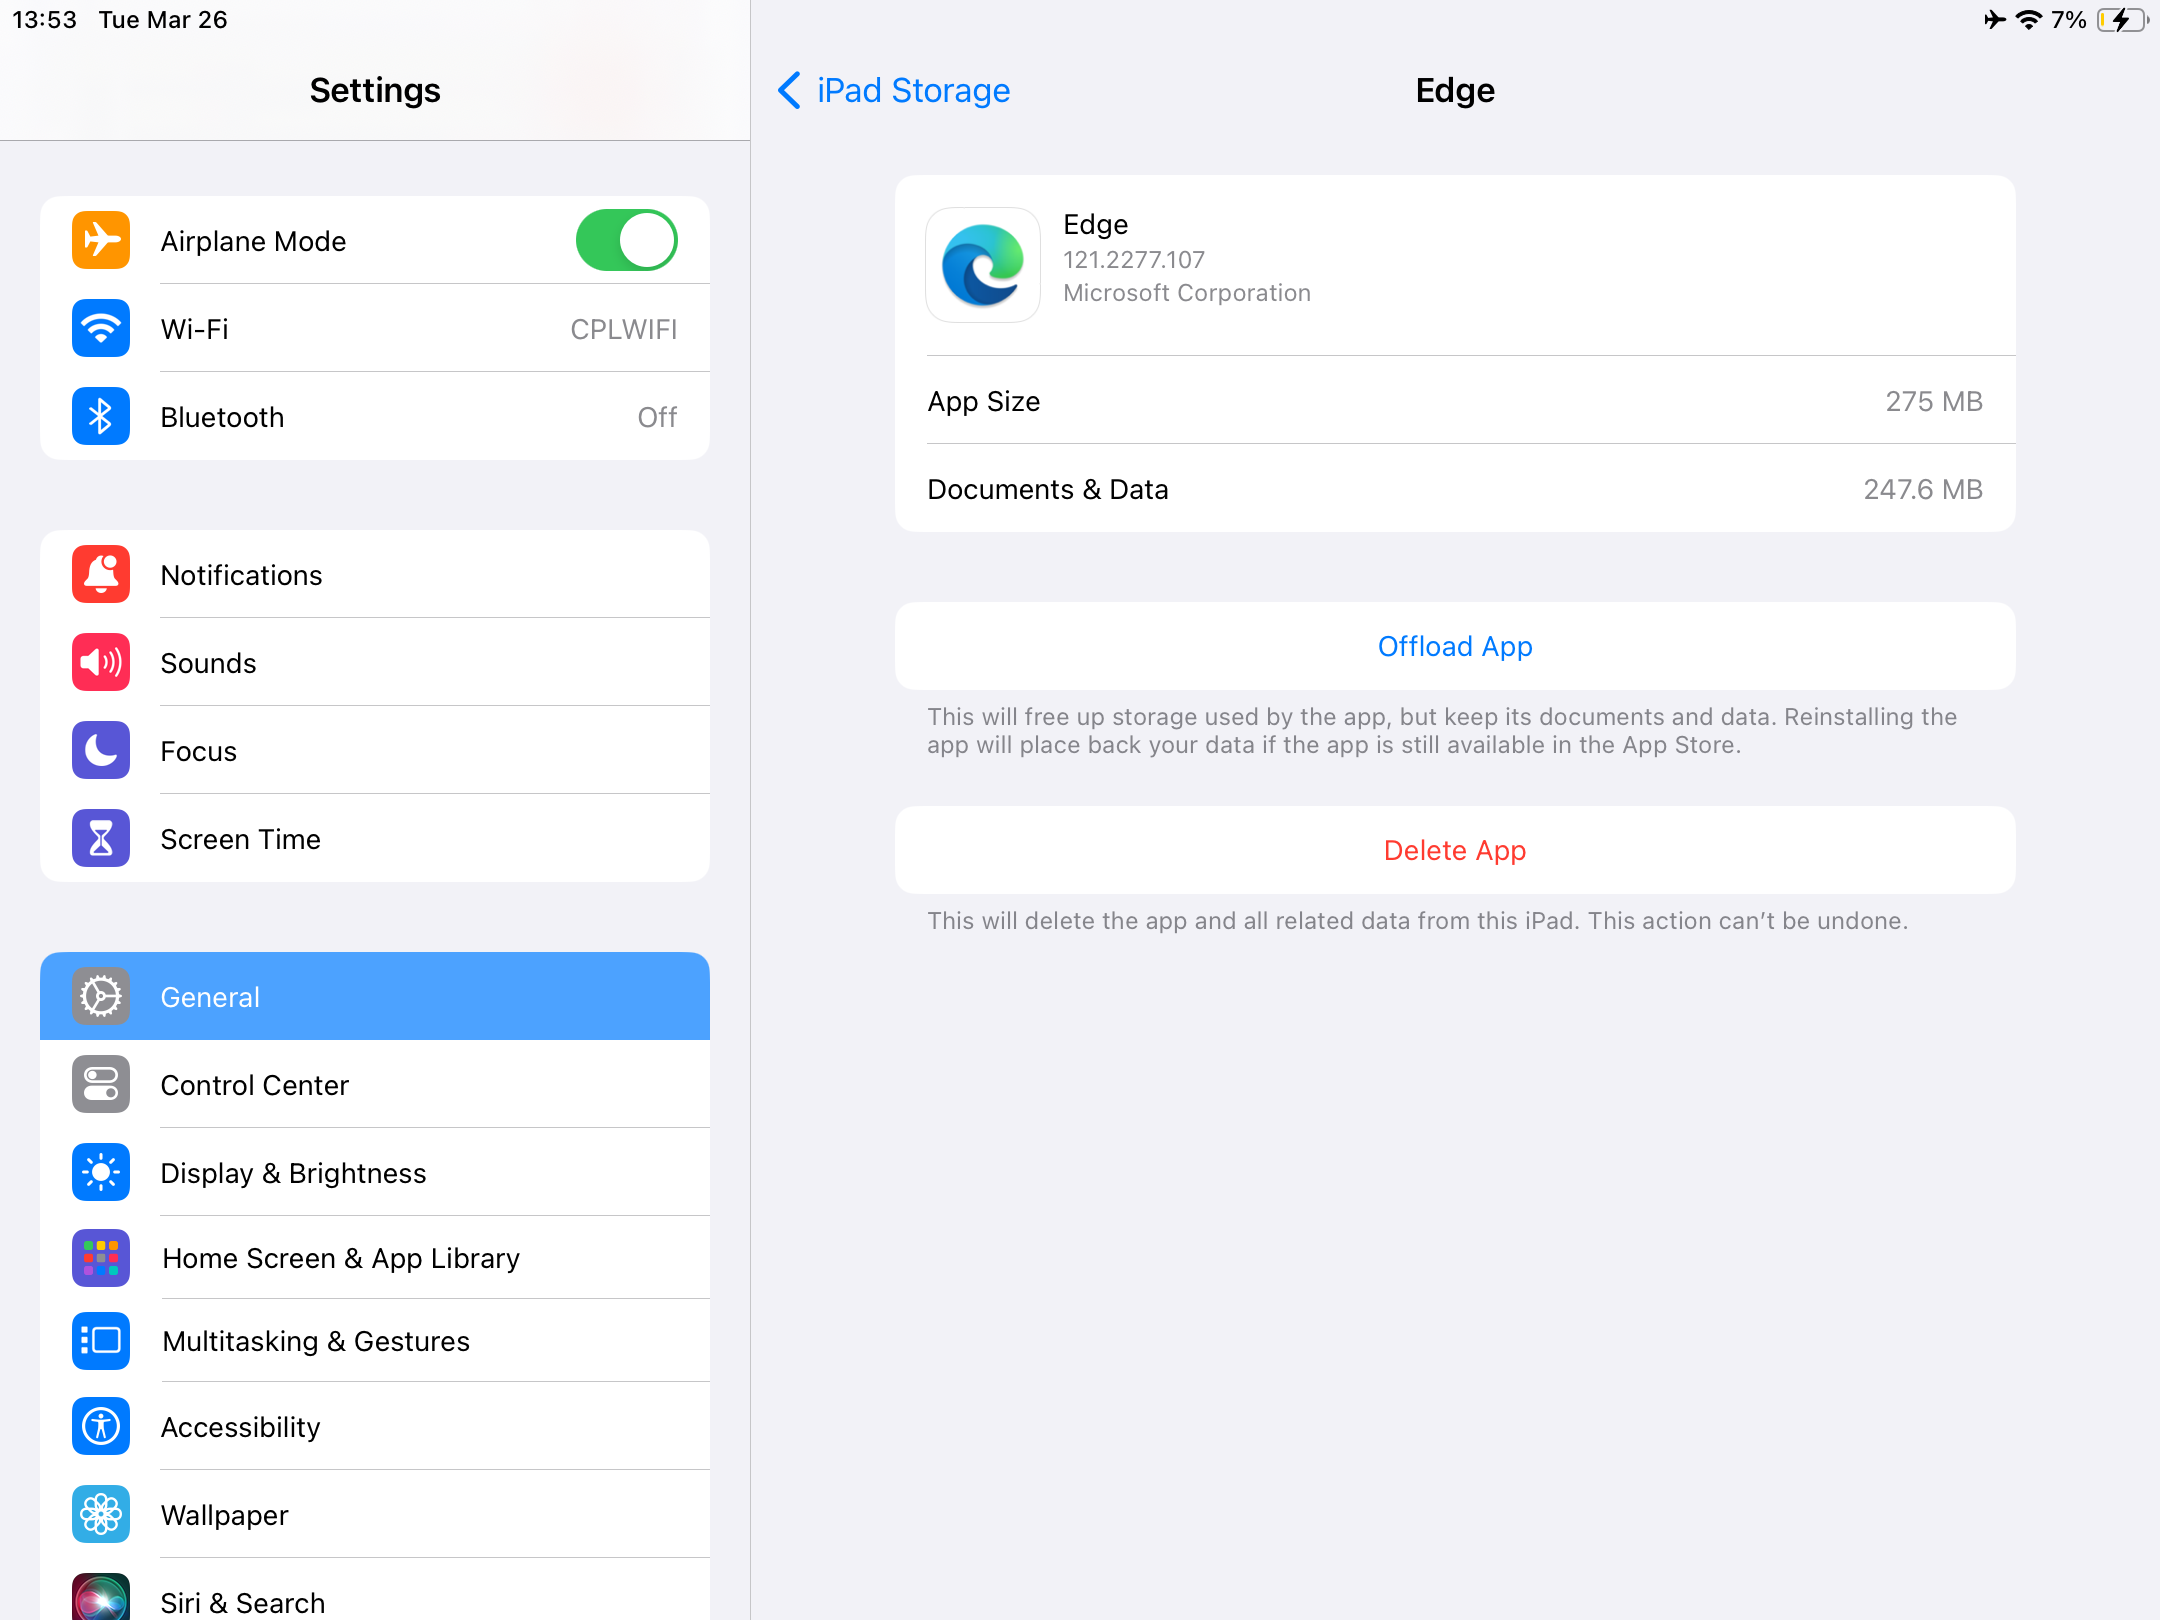 13:53 Tue Mar 26
7%
Settings
Airplane Mode
Wi-Fi CPLWIFI
Bluetooth Off
Notifications
Sounds
Focus
Screen Time
General
Control Center
Display & Brightness
Home Screen & App Library
Multitasking & Gestures
Accessibility
Wallpaper
Siri & Search
iPad Storage
Edge
Edge
121.2277.107
Microsoft Corporation
App Size 275 MB
Documents & Data 247.6 MB
Offload App
This will free up storage used by the app, but keep its documents and data. Reinstalling the
app will place back your data if the app is still available in the App Store.
Delete App
This will delete the app and all related data from this iPad. This action can’t be undone.